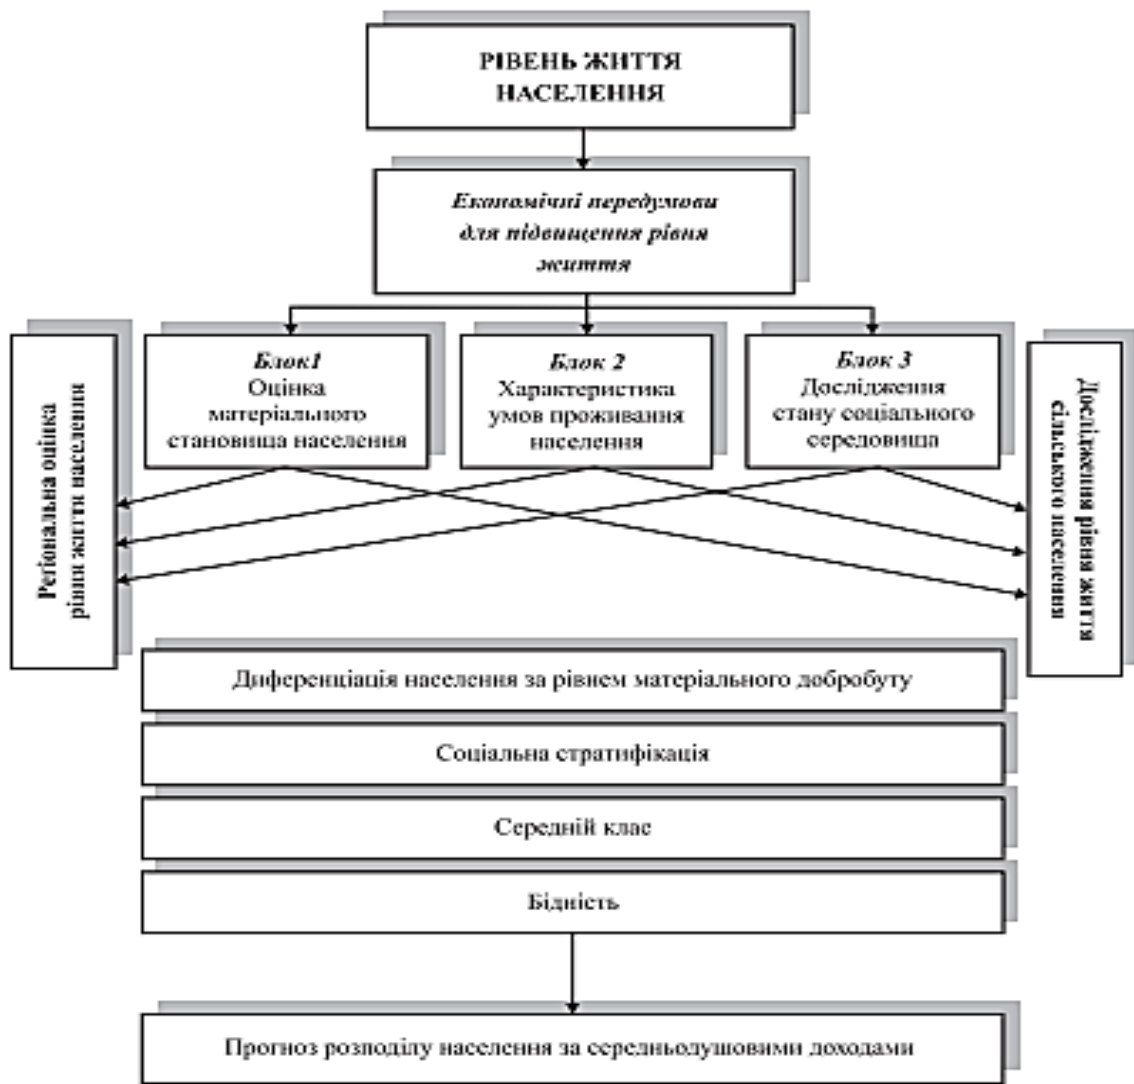 РІВЕНЬ ЖИТТЯ
НАСЕЛЕННЯ
Економічні передумови
для підвищення рівня
життя
Регіональна оцінка
рівня життя населення
Блок1
Оцінка
матеріального
становища населення
Блок 2
Характеристика
умов проживання
населення
Блок 3
Дослідження
стану соціального
середовища
Дослідження рівня життя
сільського населення
Диференціація населення за рівнем матеріального добробуту
Соціальна стратифікація
Середній клас
Бідність
Прогноз розподілу населення за середньодушовими доходами